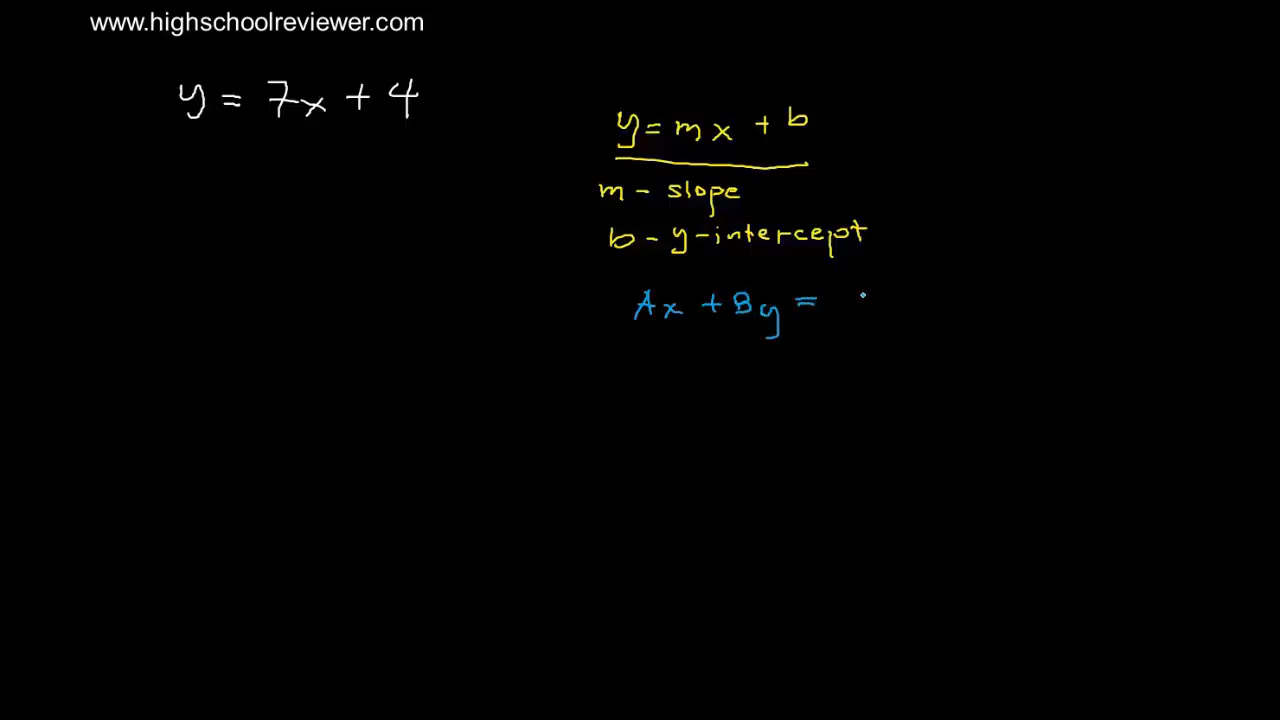 www.highschoolreviewer.com
y = 7x + 4
y = mx + b
m - slope
b - y-intercept
Ax + By =